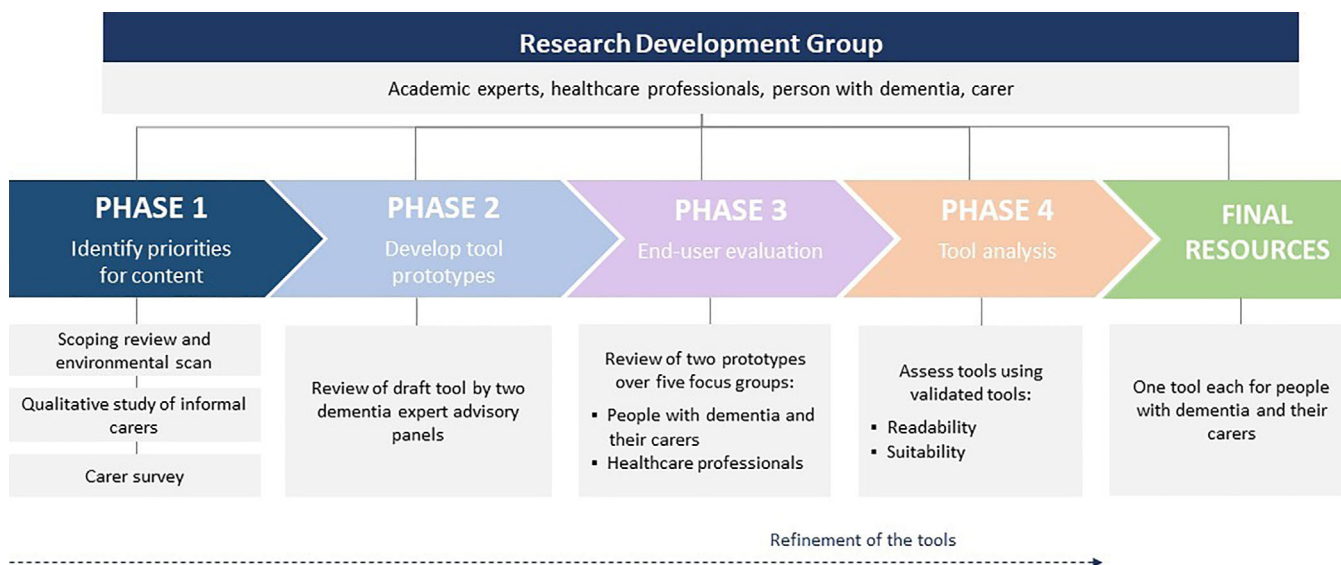 Research Development Group
Academic experts, healthcare professionals, person with dementia, carer
PHASE 1
Identify priorities
for content
PHASE 2
Develop tool
prototypes
PHASE 3
End-user evaluation
PHASE 4
Tool analysis
FINAL
RESOURCES
Scoping review and
environmental scan
Qualitative study of informal
carers
Carer survey
Review of draft tool by two
dementia expert advisory
panels
Review of two prototypes
over five focus groups:
▪ People with dementia and
their carers
▪ Healthcare professionals
Assess tools using
validated tools:
▪ Readability
▪ Suitability
One tool each for people
with dementia and their
carers
Refinement of the tools